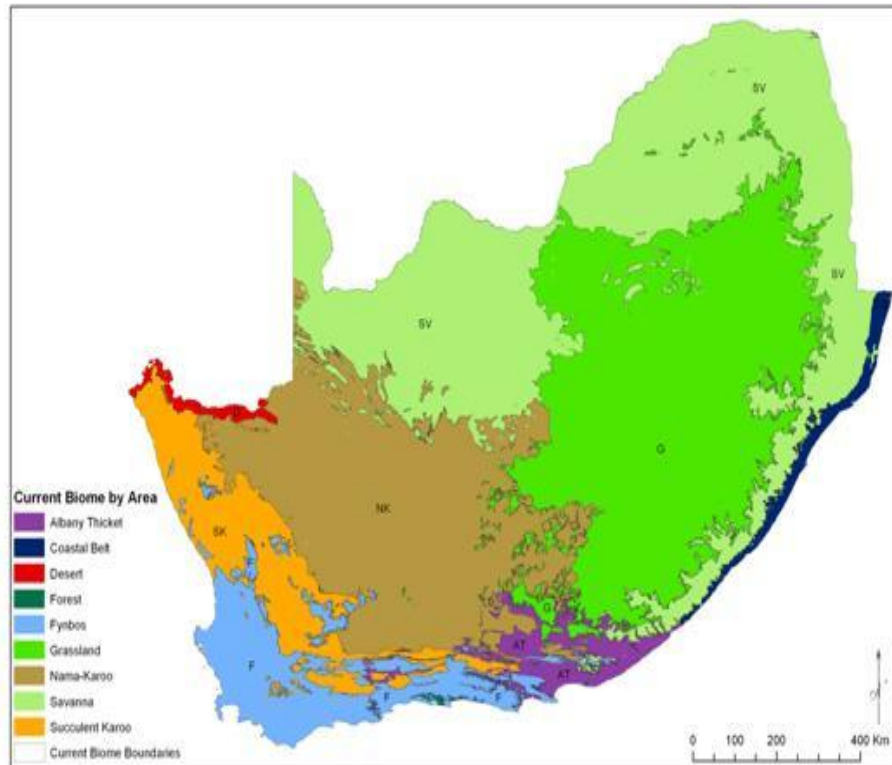 SV
SV
SV
D
G
NK
SK
F
G
AT
AT
F
F
F
F
Current Biome by Area
Albany Thicket
Coastal Belt
Desert
Forest
Fynbos
Grassland
Nama-Karoo
Savanna
Succulent Karoo
Current Biome Boundaries
0 100 200 400 Km